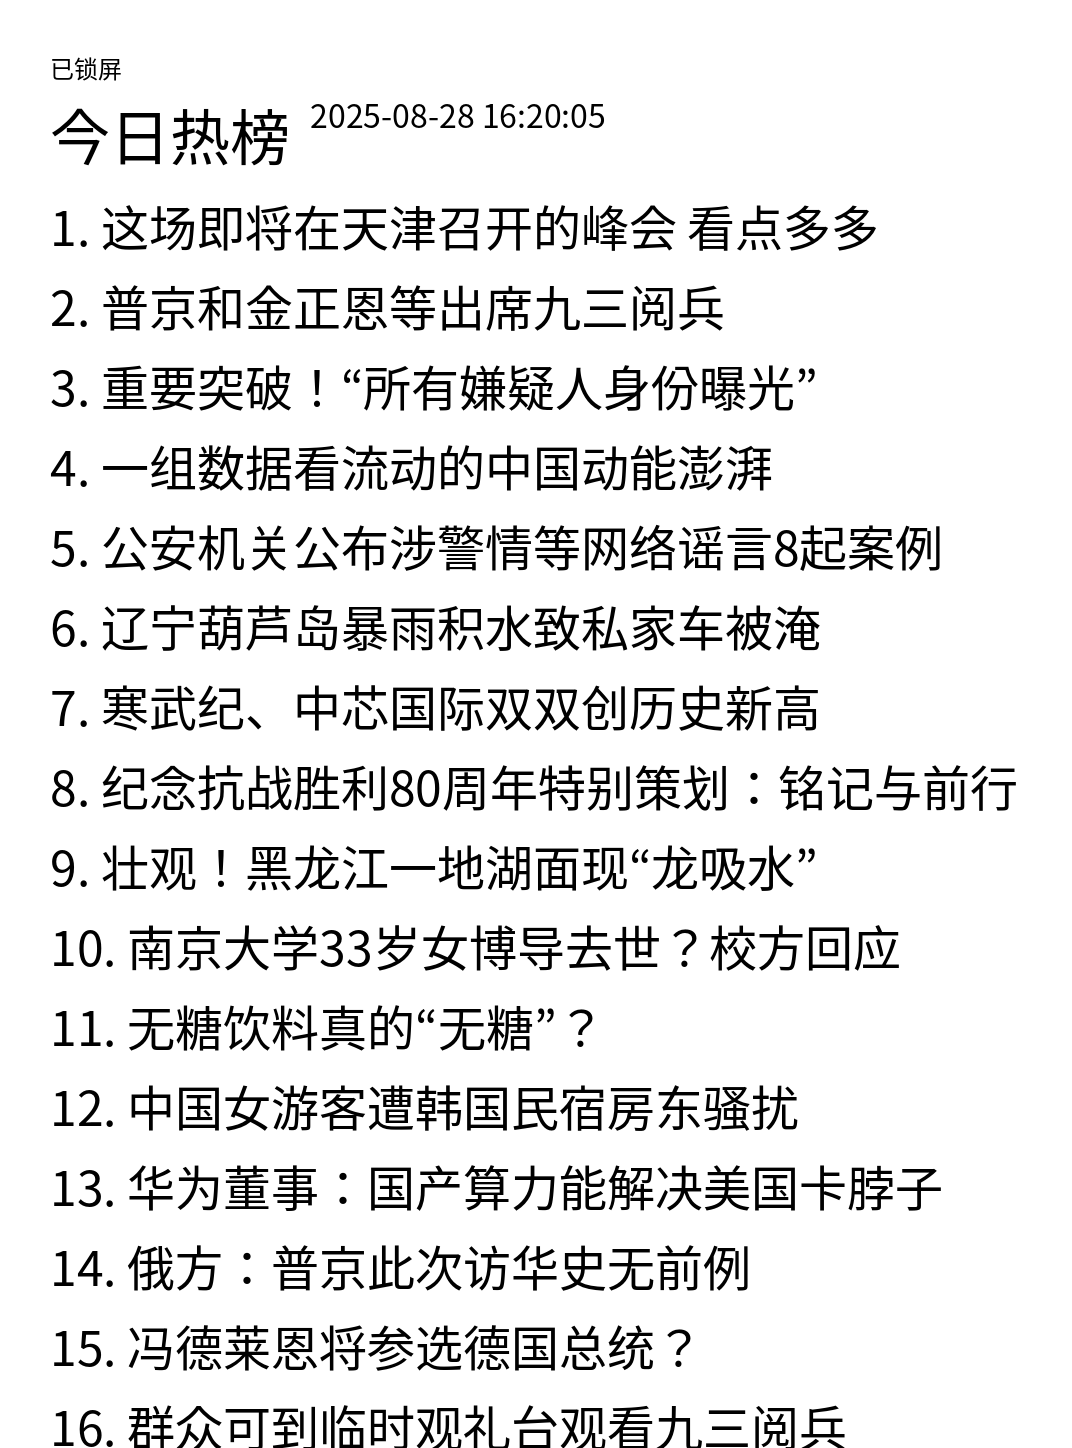 已锁屏
今日热榜 2025-08-28 16:20:05
1. 这场即将在天津召开的峰会 看点多多
2. 普京和金正恩等出席九三阅兵
3. 重要突破！“所有嫌疑人身份曝光”
4. 一组数据看流动的中国动能澎湃
5. 公安机关公布涉警情等网络谣言8起案例
6. 辽宁葫芦岛暴雨积水致私家车被淹
7. 寒武纪、中芯国际双双创历史新高
8. 纪念抗战胜利80周年特别策划：铭记与前行
9. 壮观！黑龙江一地湖面现“龙吸水”
10. 南京大学33岁女博导去世？校方回应
11. 无糖饮料真的“无糖”？
12. 中国女游客遭韩国民宿房东骚扰
13. 华为董事：国产算力能解决美国卡脖子
14. 俄方：普京此次访华史无前例
15. 冯德莱恩将参选德国总统？
16. 群众可到临时观礼台观看九三阅兵